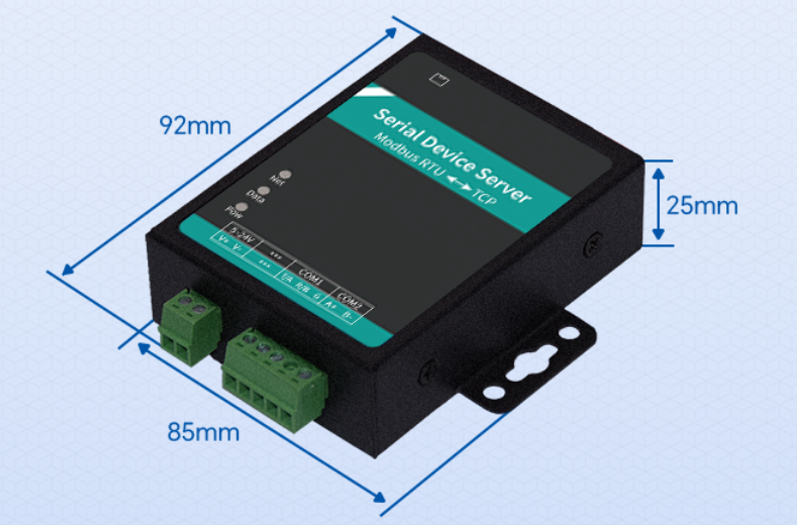 92mm
25mm
85mm
Serial Device Server
Modbus RTU ⟷ TCP
Net
Data
Pow
5-24V *** COM1 COM2
V+ V- *** T/A R/B G A+ B-